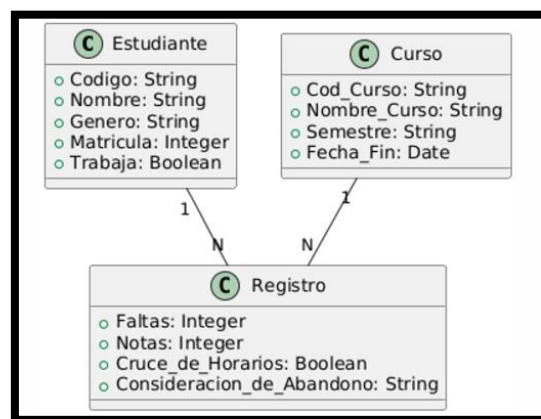 C Estudiante
Codigo: String
Nombre: String
Genero: String
Matricula: Integer
Trabaja: Boolean
C Curso
Cod_Curso: String
Nombre_Curso: String
Semestre: String
Fecha_Fin: Date
1
1
N
N
C Registro
Faltas: Integer
Notas: Integer
Cruce_de_Horarios: Boolean
Consideracion_de_Abandono: String